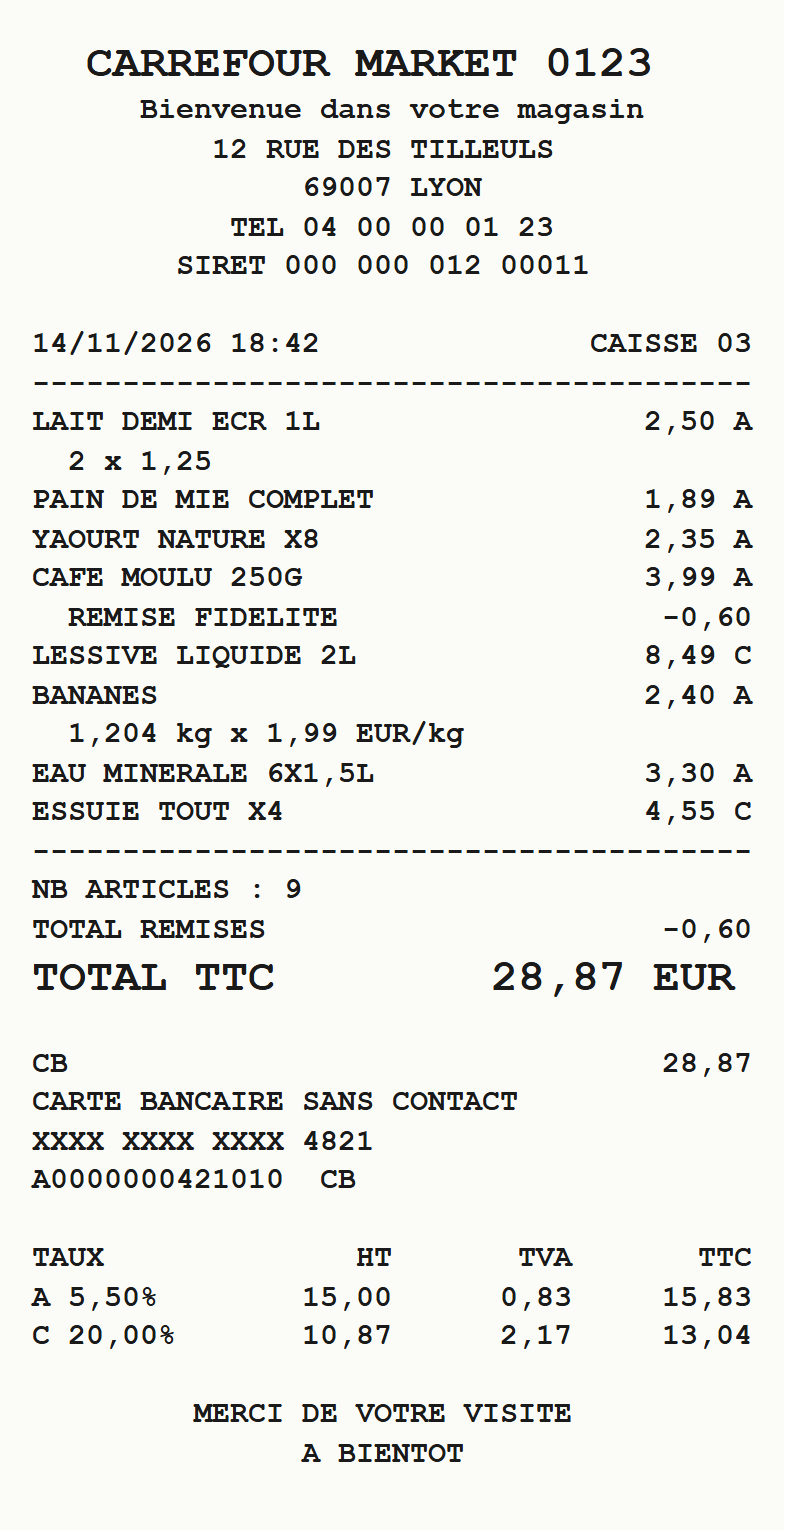 CARREFOUR MARKET 0123
Bienvenue dans votre magasin
12 RUE DES TILLEULS
69007 LYON
TEL 04 00 00 01 23
SIRET 000 000 012 00011
14/11/2026 18:42 CAISSE 03
----------------------------------------
LAIT DEMI ECR 1L 2,50 A
2 x 1,25
PAIN DE MIE COMPLET 1,89 A
YAOURT NATURE X8 2,35 A
CAFE MOULU 250G 3,99 A
REMISE FIDELITE -0,60
LESSIVE LIQUIDE 2L 8,49 C
BANANES 2,40 A
1,204 kg x 1,99 EUR/kg
EAU MINERALE 6X1,5L 3,30 A
ESSUIE TOUT X4 4,55 C
----------------------------------------
NB ARTICLES : 9
TOTAL REMISES -0,60
TOTAL TTC 28,87 EUR
CB 28,87
CARTE BANCAIRE SANS CONTACT
XXXX XXXX XXXX 4821
A0000000421010 CB
TAUX HT TVA TTC
A 5,50% 15,00 0,83 15,83
C 20,00% 10,87 2,17 13,04
MERCI DE VOTRE VISITE
A BIENTOT